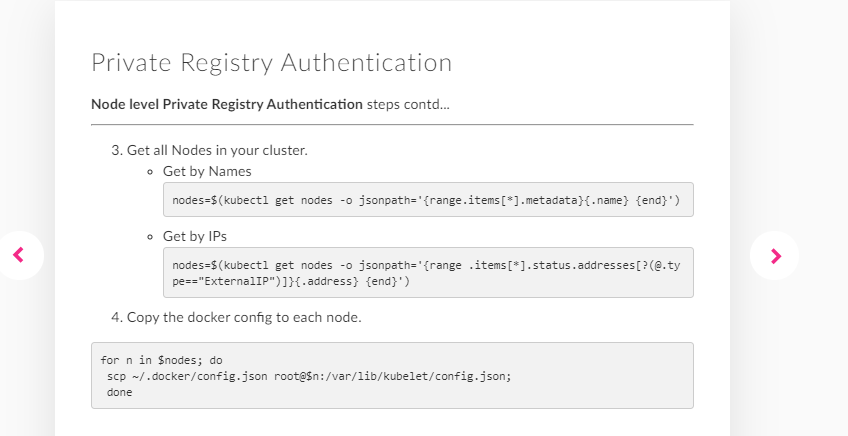 Private Registry Authentication
Node level Private Registry Authentication steps contd...
3. Get all Nodes in your cluster.
Get by Names
nodes=$(kubectl get nodes -o jsonpath='{range.items[*].metadata}{.name} {end}')
Get by IPs
nodes=$(kubectl get nodes -o jsonpath='{range .items[*].status.addresses[?(@.ty
pe=="ExternalIP")]}{.address} {end}')
4. Copy the docker config to each node.
for n in $nodes; do
scp ~/.docker/config.json root@$n:/var/lib/kubelet/config.json;
done